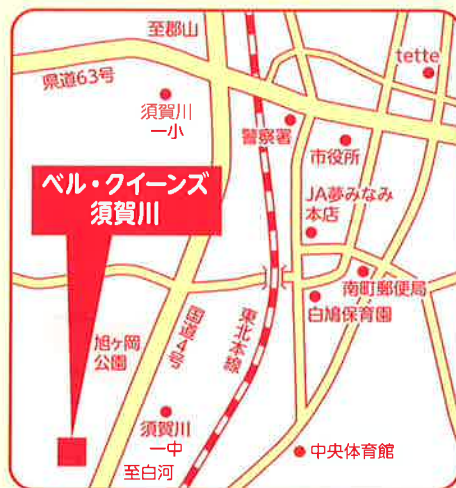 至郡山
tette
県道63号
須賀川
一小
警察署
市役所
ベル・クイーンズ
須賀川
JA夢みなみ
本店
南町郵便局
白鳩保育園
国道4号
東北本線
旭ヶ岡
公園
須賀川
一中
至白河
中央体育館